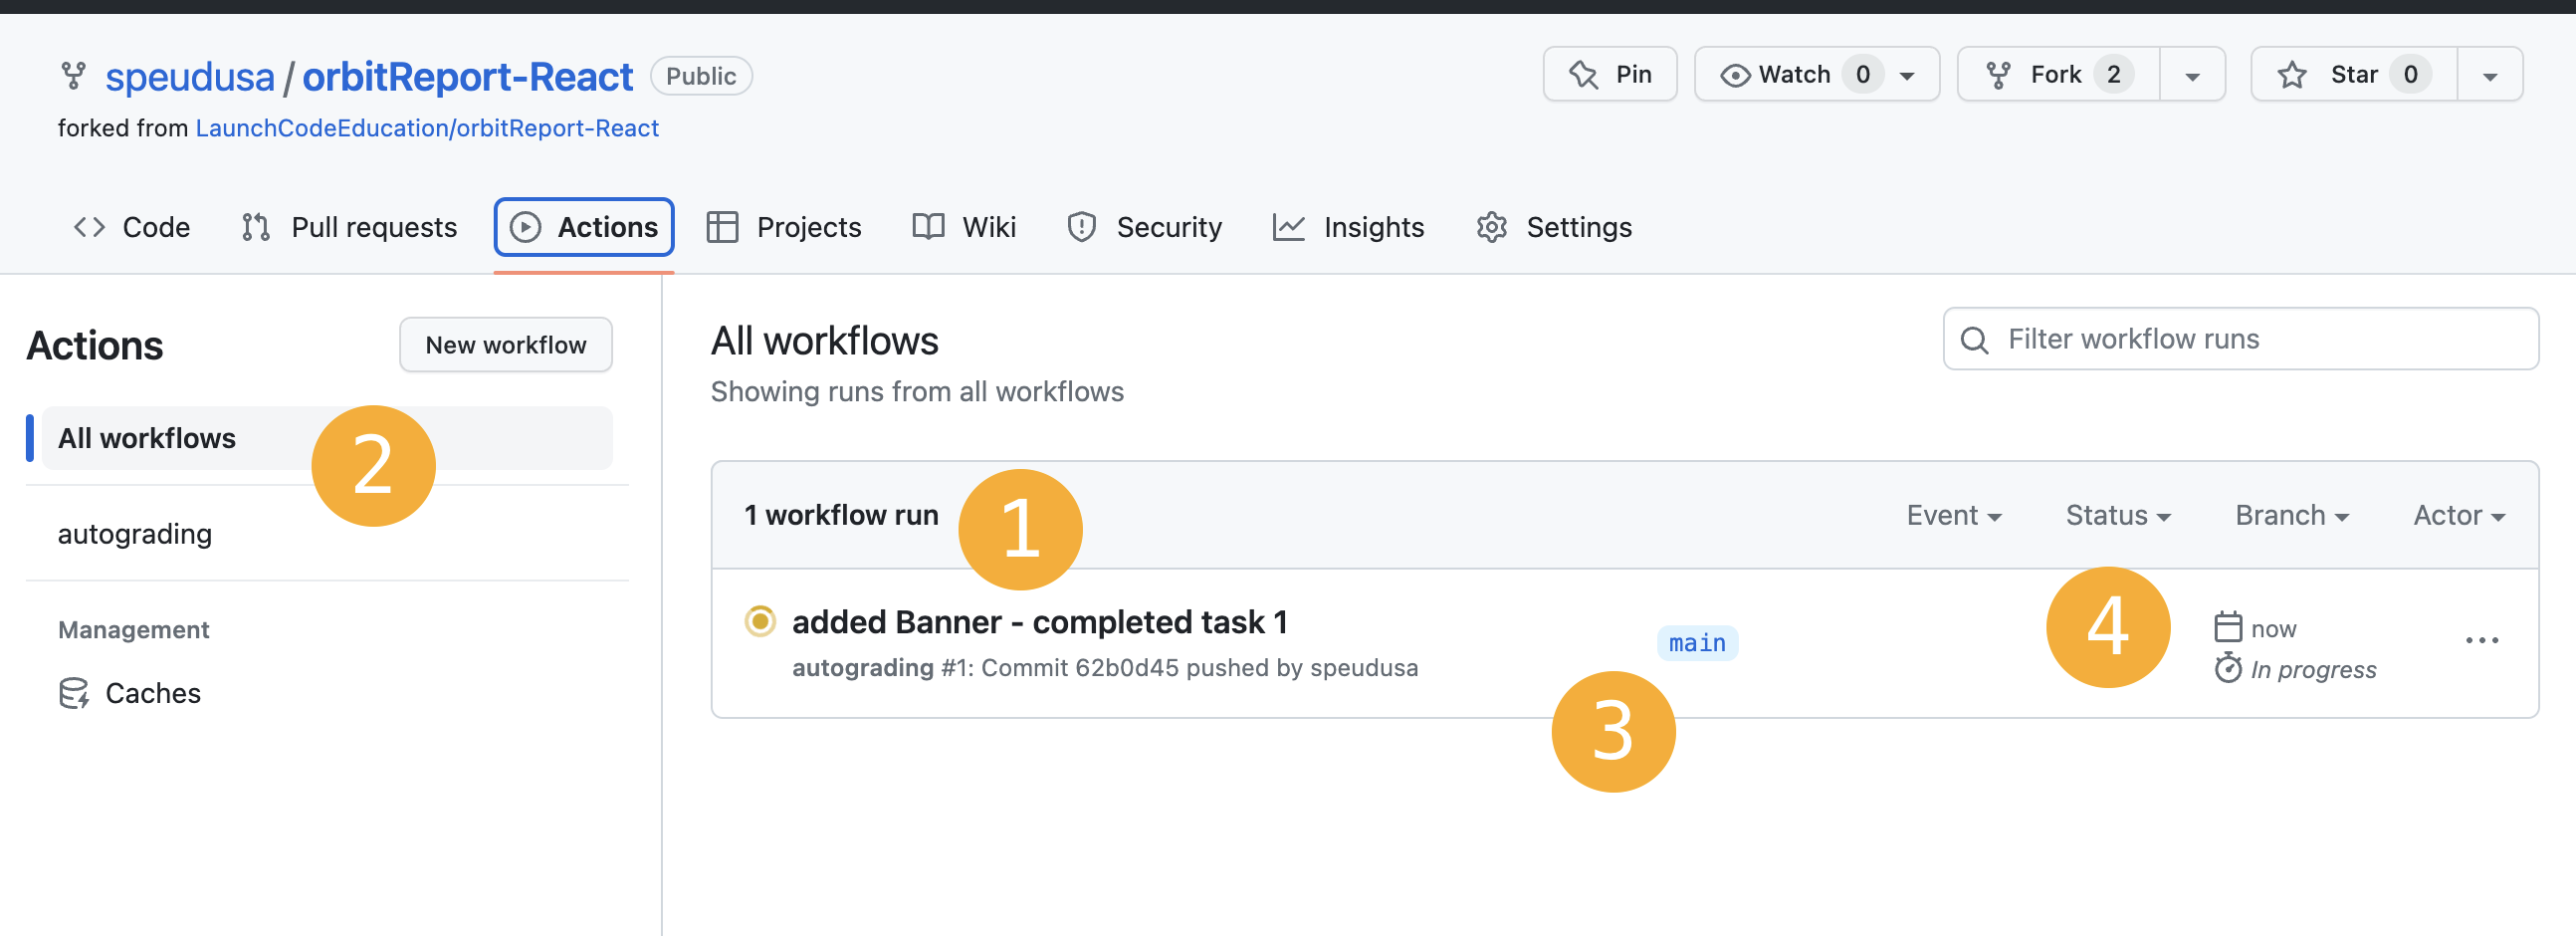 speudusa / orbitReport-React Public
Pin
Watch 0
Fork 2
Star 0
forked from LaunchCodeEducation/orbitReport-React
Code
Pull requests
Actions
Projects
Wiki
Security
Insights
Settings
Actions
New workflow
All workflows
2
autograding
Management
Caches
All workflows
Showing runs from all workflows
Filter workflow runs
1 workflow run
1
Event
Status
Branch
Actor
added Banner - completed task 1
autograding #1: Commit 62b0d45 pushed by speudusa
main
3
4
now
In progress